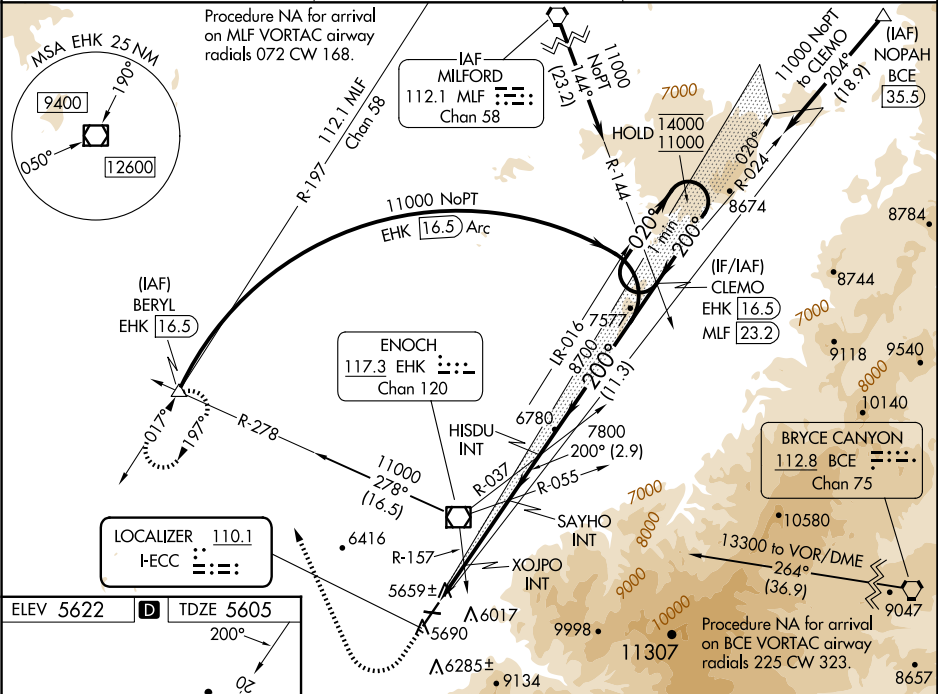 Procedure NA for arrival
on MLF VORTAC airway
radials 072 CW 168.
MSA EHK 25 NM
190°
9400
050°
12600
112.1 MLF
Chan 58
R-197
IAF
MILFORD
112.1 MLF
Chan 58
11000
NoPT
144°
(23.2)
R-144
7000
HOLD
14000
11000
11000 NoPT
to CLEMO
204°
(18.9)
(IAF)
NOPAH
BCE
35.5
020°
R-024
8674
8784
11000 NoPT
EHK 16.5 Arc
020°
1 min
200°
(IAF)
BERYL
EHK 16.5
(IF/IAF)
CLEMO
EHK 16.5
MLF 23.2
8744
7000
7577
LR-016
8700
200°
(11.3)
9118
9540
8000
10140
ENOCH
117.3 EHK
Chan 120
017°
197°
R-278
6780
HISDU
INT
7800
200° (2.9)
R-037
R-055
11000
278°
(16.5)
BRYCE CANYON
112.8 BCE
Chan 75
7000
8000
10580
SAYHO
INT
LOCALIZER 110.1
I-ECC
6416
R-157
XOJPO
INT
13300 to VOR/DME
264°
(36.9)
9047
5659±
6017
5690
9000
10000
9998
11307
Procedure NA for arrival
on BCE VORTAC airway
radials 225 CW 323.
6285±
9134
8657
ELEV 5622
D
TDZE 5605
200°
20